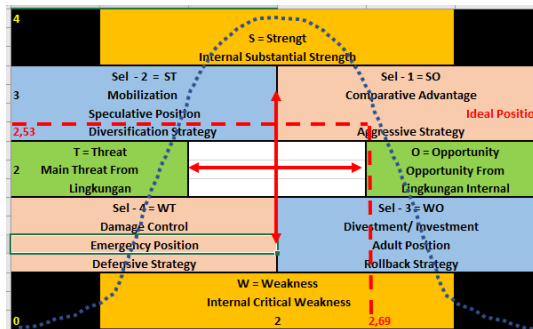 4
S = Strengt
Internal Substantial Strength
Sel - 2 = ST
Mobilization
Speculative Position
Diversification Strategy
3
2,53
Sel - 1 = SO
Comparative Advantage
Ideal Positio
Aggressive Strategy
T = Threat
Main Threat From
Lingkungan
2
O = Opportunity
Opportunity From
Lingkungan Internal
Sel - 4 = WT
Damage Control
Emergency Position
Defensive Strategy
Sel - 3 = WO
Divestment/ Investment
Adult Position
Rollback Strategy
W = Weakness
Internal Critical Weakness
0
2
2,69